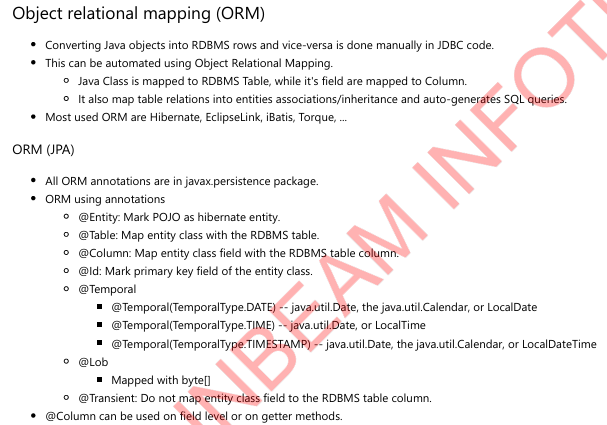 Object relational mapping (ORM)
• Converting Java objects into RDBMS rows and vice-versa is done manually in JDBC code.
• This can be automated using Object Relational Mapping.
○ Java Class is mapped to RDBMS Table, while it's field are mapped to Column.
○ It also map table relations into entities associations/inheritance and auto-generates SQL queries.
• Most used ORM are Hibernate, EclipseLink, iBatis, Torque, ...
ORM (JPA)
• All ORM annotations are in javax.persistence package.
• ORM using annotations
○ @Entity: Mark POJO as hibernate entity.
○ @Table: Map entity class with the RDBMS table.
○ @Column: Map entity class field with the RDBMS table column.
○ @Id: Mark primary key field of the entity class.
○ @Temporal
▪ @Temporal(TemporalType.DATE) -- java.util.Date, the java.util.Calendar, or LocalDate
▪ @Temporal(TemporalType.TIME) -- java.util.Date, or LocalTime
▪ @Temporal(TemporalType.TIMESTAMP) -- java.util.Date, the java.util.Calendar, or LocalDateTime
○ @Lob
▪ Mapped with byte[]
○ @Transient: Do not map entity class field to the RDBMS table column.
• @Column can be used on field level or on getter methods.
NBEAM INFOT